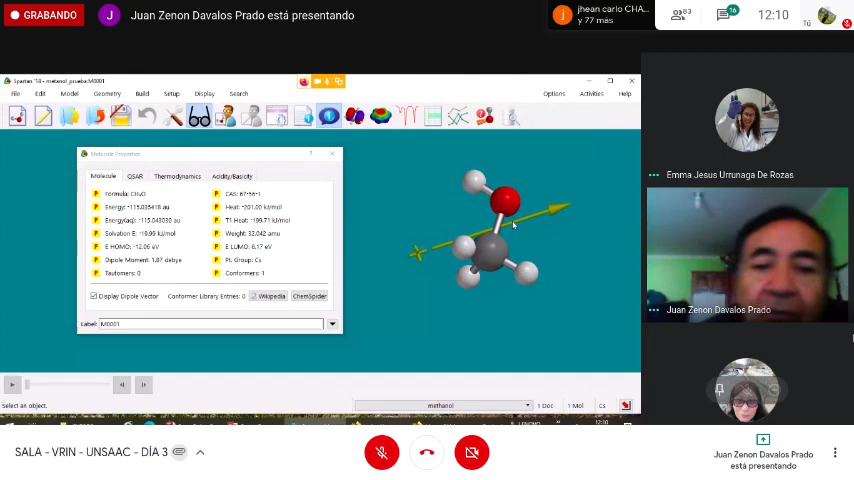 GRABANDO
J
Juan Zenon Davalos Prado está presentando
j
jhean carlo CHA...
y 77 más
83
16
12:10
Tú
Spartan '14 - metanol_prueba:M0001
File Edit Model Geometry Build Setup Display Search Options Activities Help
Molecule Properties
Molecule QSAR Thermodynamics Acidity/Basicity
P Formula: CH₄O
P CAS: 67-56-1
P Energy: -115.035418 au
P Heat: -201.00 kJ/mol
P Energy(aq): -115.043030 au
P T1 Heat: -199.71 kJ/mol
P Solvation E: -19.99 kJ/mol
P Weight: 32.042 amu
P E HOMO: -12.06 eV
P E LUMO: 6.17 eV
P Dipole Moment: 1.87 debye
P Pt. Group: Cs
P Tautomers: 0
P Conformers: 1
Display Dipole Vector Conformer Library Entries: 0 Wikipedia ChemSpider
Label: M0001
Select an object.
methanol
1 Doc 1 Mol Cs
12:10
Emma Jesus Urrunaga De Rozas
Juan Zenon Davalos Prado
SALA - VRIN - UNSAAC - DÍA 3
Juan Zenon Davalos Prado
está presentando